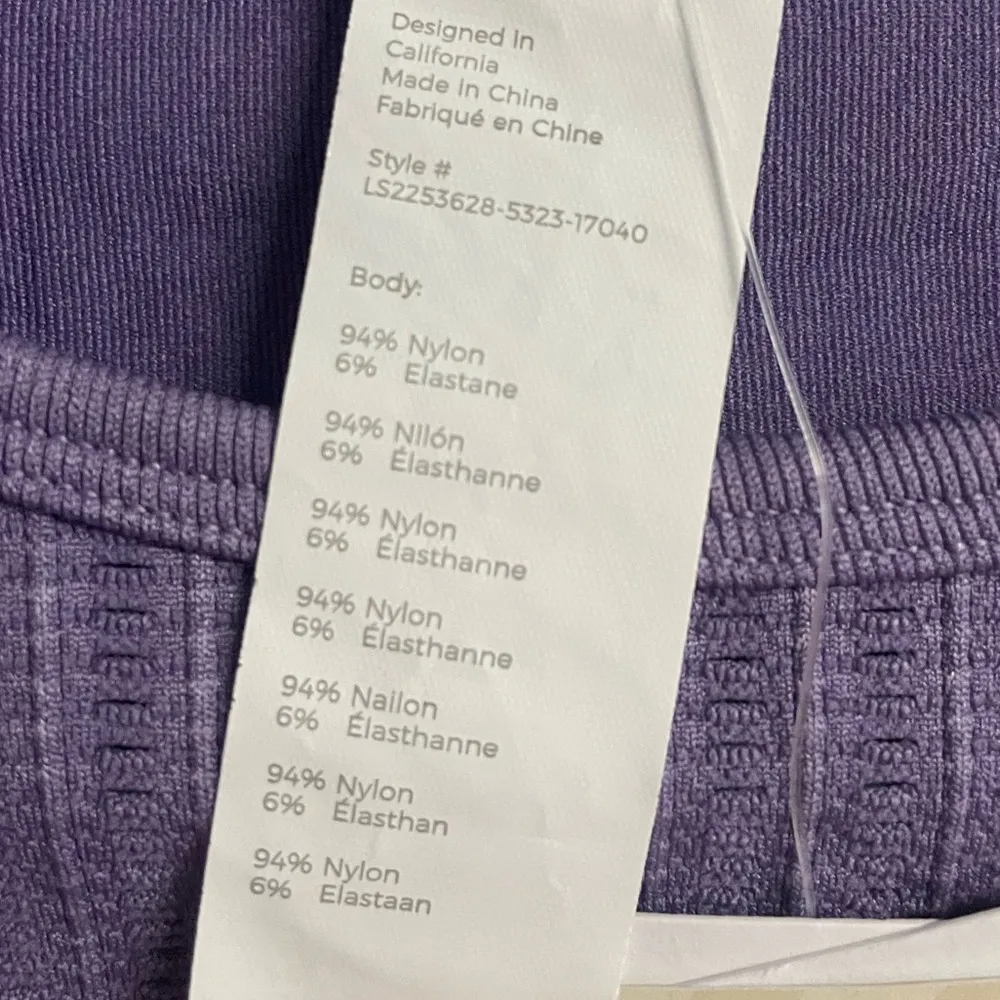 Designed in
California
Made in China
Fabriqué en Chine
Style #
LS2253628-5323-17040
Body:
94% Nylon
6% Elastane
94% Nilón
6% Élasthanne
94% Nylon
6% Élasthanne
94% Nylon
6% Élasthanne
94% Nailon
6% Élasthanne
94% Nylon
6% Élasthan
94% Nylon
6% Elastaan